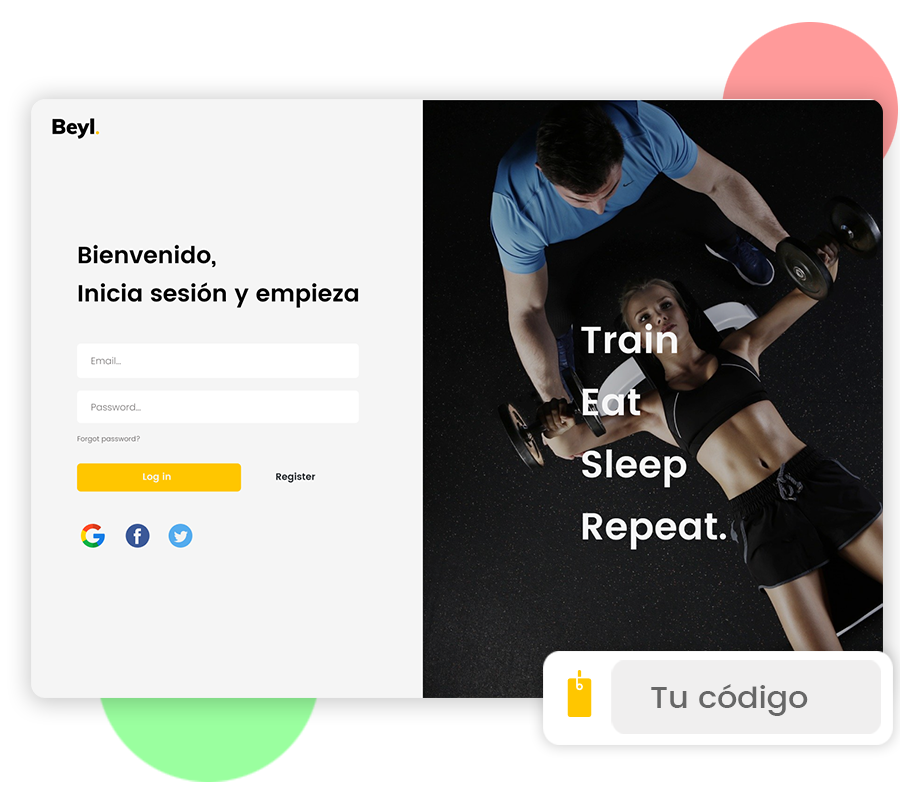 Beyl.
Bienvenido,
Inicia sesión y empieza
Email...
Password...
Forgot password?
Log in
Register
Train
Eat
Sleep
Repeat.
Tu código